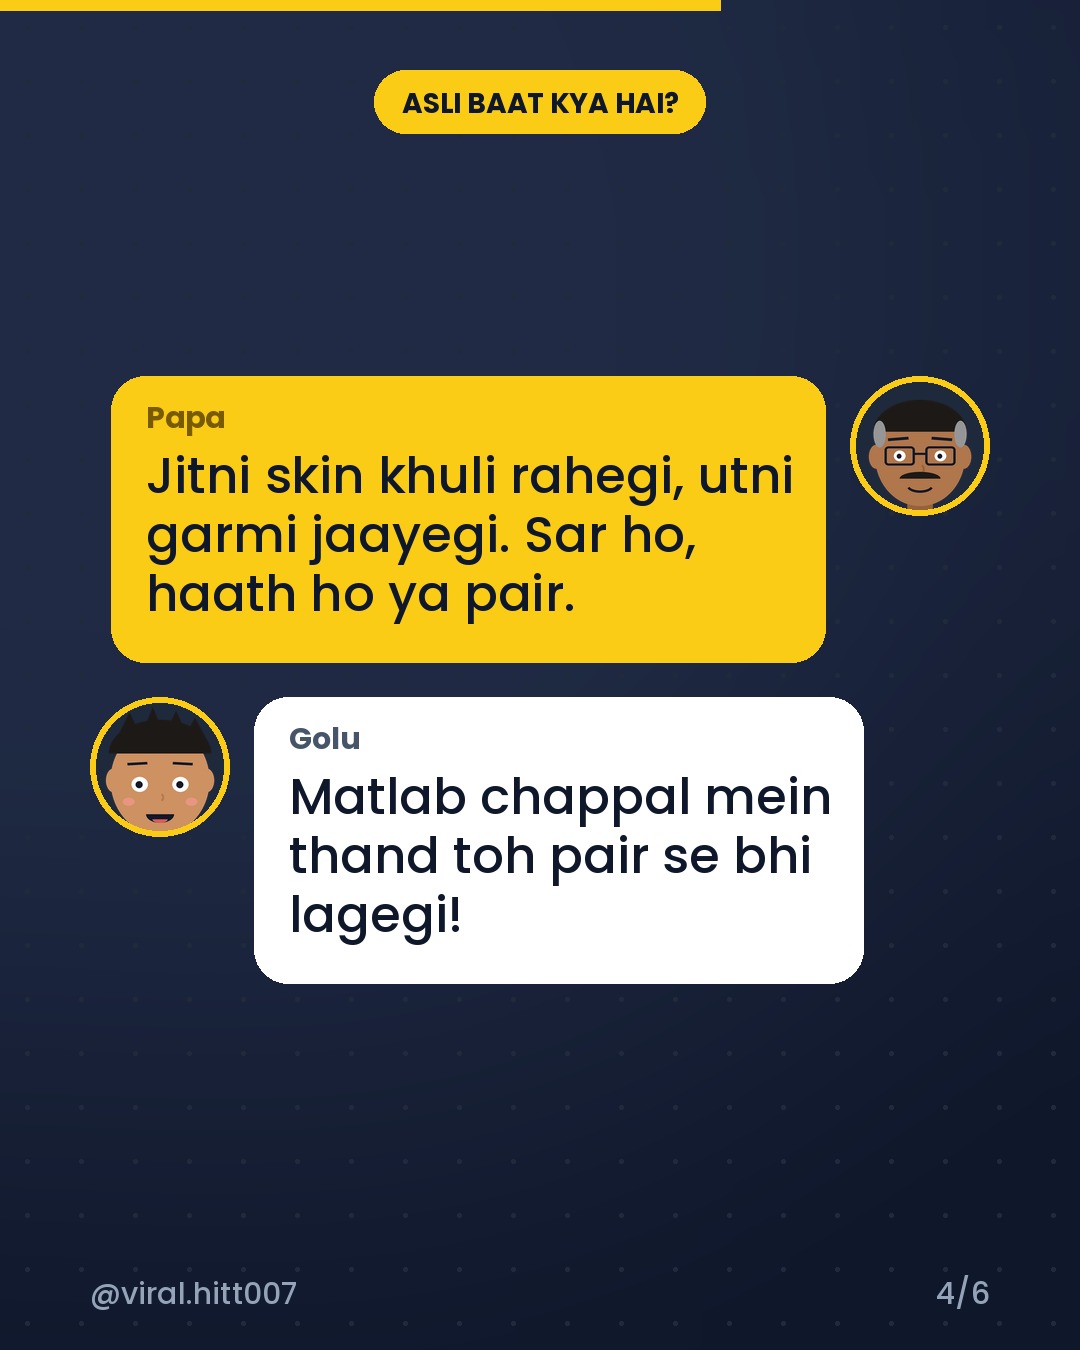 ASLI BAAT KYA HAI?
Papa
Jitni skin khuli rahegi, utni
garmi jaayegi. Sar ho,
haath ho ya pair.
Golu
Matlab chappal mein
thand toh pair se bhi
lagegi!
@viral.hitt007
4/6